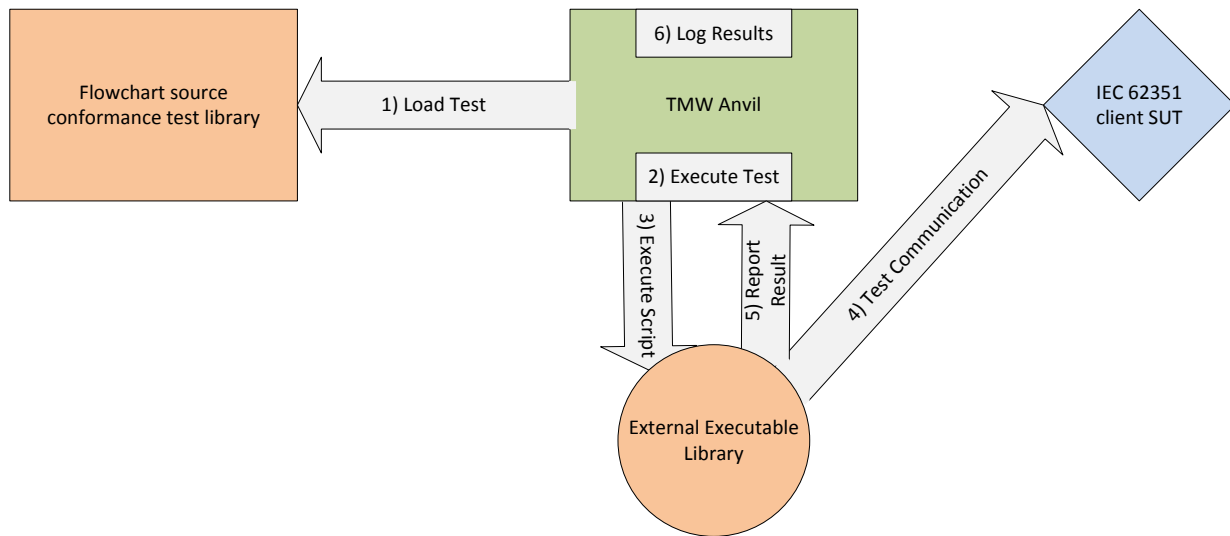 Flowchart source
conformance test library
1) Load Test
6) Log Results
TMW Anvil
2) Execute Test
3) Execute Script
5) Report
Result
4) Test Communication
IEC 62351
client SUT
External Executable
Library